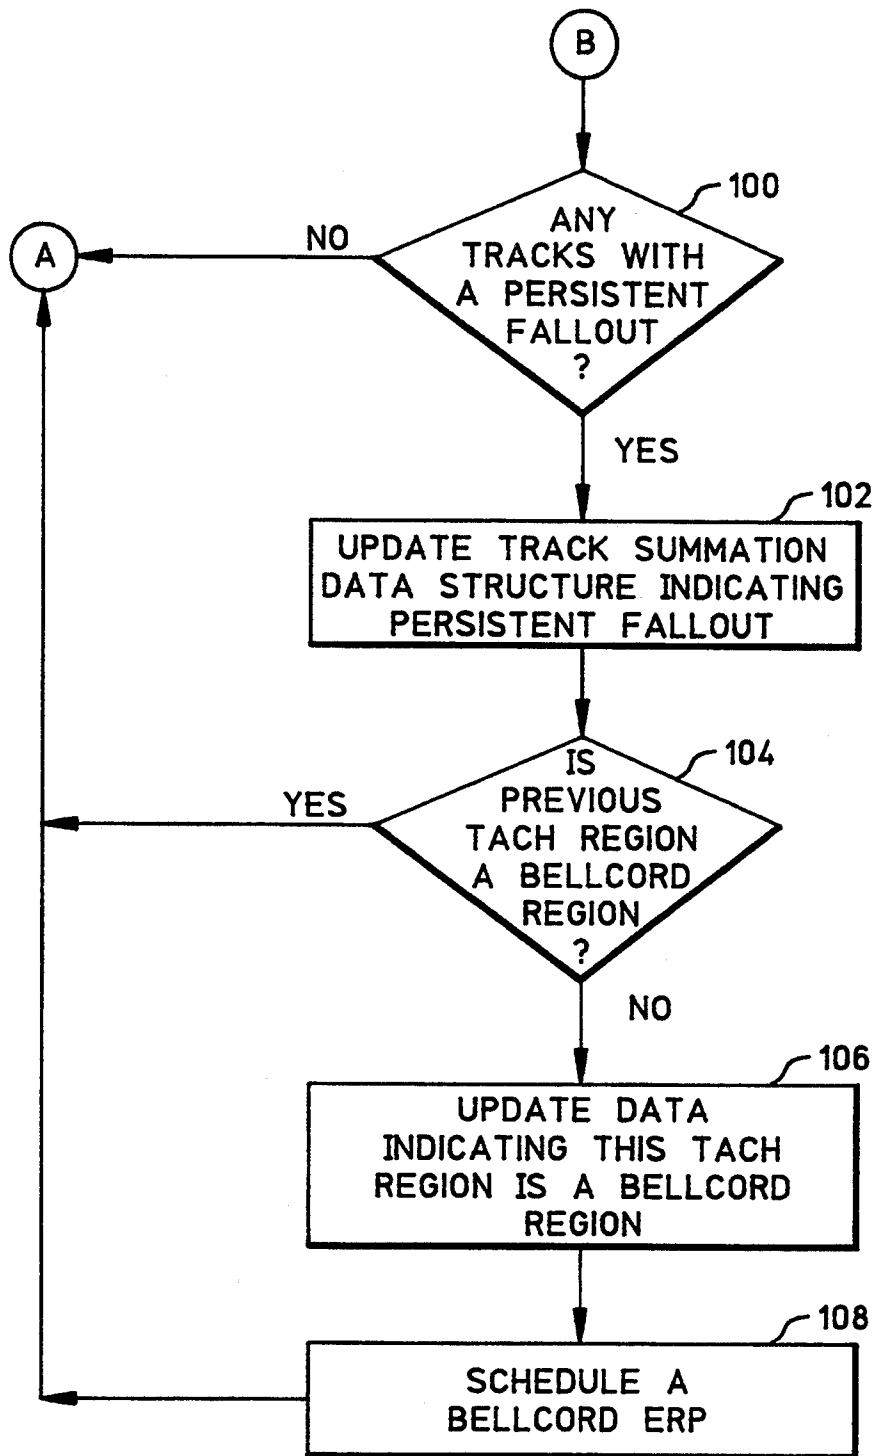 B
100
ANY
TRACKS WITH
A PERSISTENT
FALLOUT
?
NO
A
YES
102
UPDATE TRACK SUMMATION
DATA STRUCTURE INDICATING
PERSISTENT FALLOUT
104
IS
PREVIOUS
TACH REGION
A BELLCORD
REGION
?
YES
NO
106
UPDATE DATA
INDICATING THIS TACH
REGION IS A BELLCORD
REGION
108
SCHEDULE A
BELLCORD ERP